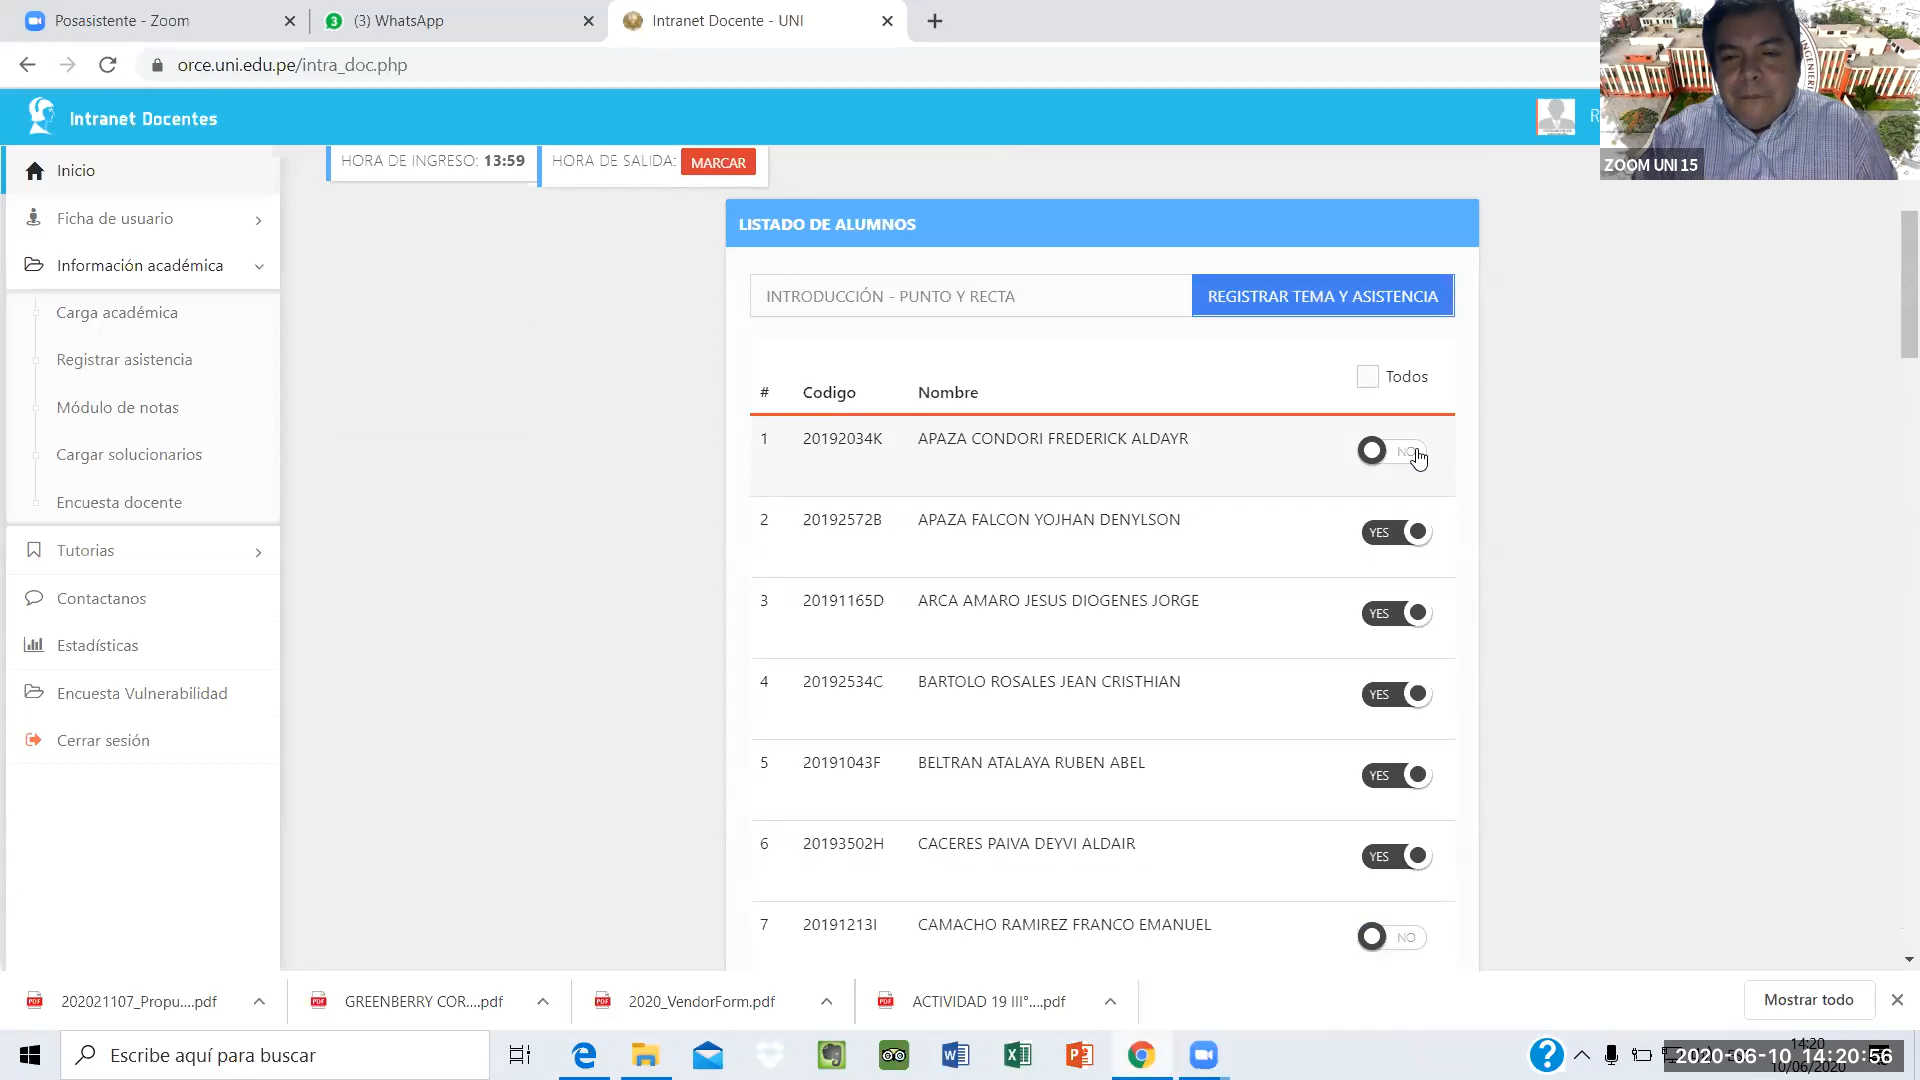 Posasistente - Zoom
(3) WhatsApp
Intranet Docente - UNI
orce.uni.edu.pe/intra_doc.php
Intranet Docentes
R
INGENIERI
ZOOM UNI 15
Inicio
Ficha de usuario
Información académica
Carga académica
Registrar asistencia
Módulo de notas
Cargar solucionarios
Encuesta docente
Tutorias
Contactanos
Estadísticas
Encuesta Vulnerabilidad
Cerrar sesión
HORA DE INGRESO: 13:59
HORA DE SALIDA: MARCAR
LISTADO DE ALUMNOS
INTRODUCCIÓN - PUNTO Y RECTA
REGISTRAR TEMA Y ASISTENCIA
Todos
# Codigo Nombre
1 20192034K APAZA CONDORI FREDERICK ALDAYR NO
2 20192572B APAZA FALCON YOJHAN DENYLSON YES
3 20191165D ARCA AMARO JESUS DIOGENES JORGE YES
4 20192534C BARTOLO ROSALES JEAN CRISTHIAN YES
5 20191043F BELTRAN ATALAYA RUBEN ABEL YES
6 20193502H CACERES PAIVA DEYVI ALDAIR YES
7 20191213I CAMACHO RAMIREZ FRANCO EMANUEL NO
202021107_Propu....pdf
GREENBERRY COR....pdf
2020_VendorForm.pdf
ACTIVIDAD 19 III°....pdf
Mostrar todo
Escribe aquí para buscar
14:20
2020-06-10 14:20:56
10/06/2020